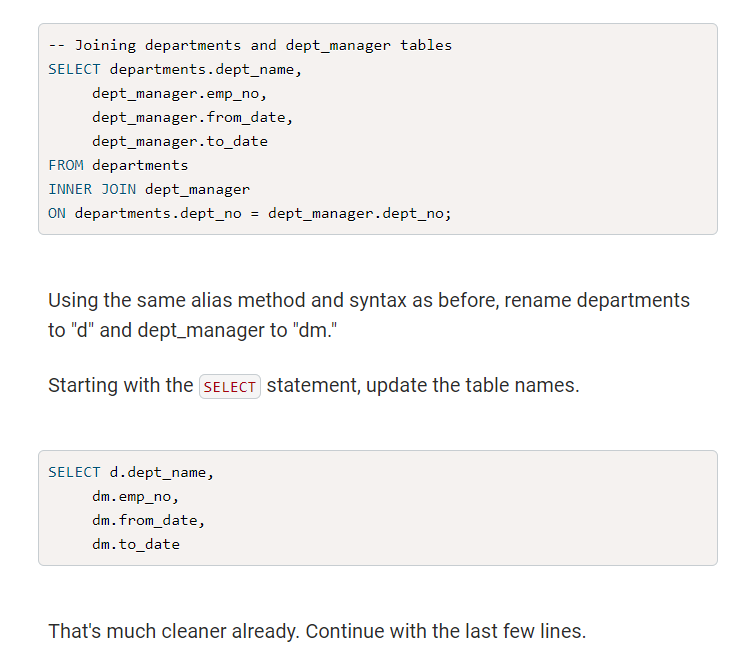 -- Joining departments and dept_manager tables
SELECT departments.dept_name,
     dept_manager.emp_no,
     dept_manager.from_date,
     dept_manager.to_date
FROM departments
INNER JOIN dept_manager
ON departments.dept_no = dept_manager.dept_no;
Using the same alias method and syntax as before, rename departments
to "d" and dept_manager to "dm."
Starting with the SELECT statement, update the table names.
SELECT d.dept_name,
     dm.emp_no,
     dm.from_date,
     dm.to_date
That's much cleaner already. Continue with the last few lines.